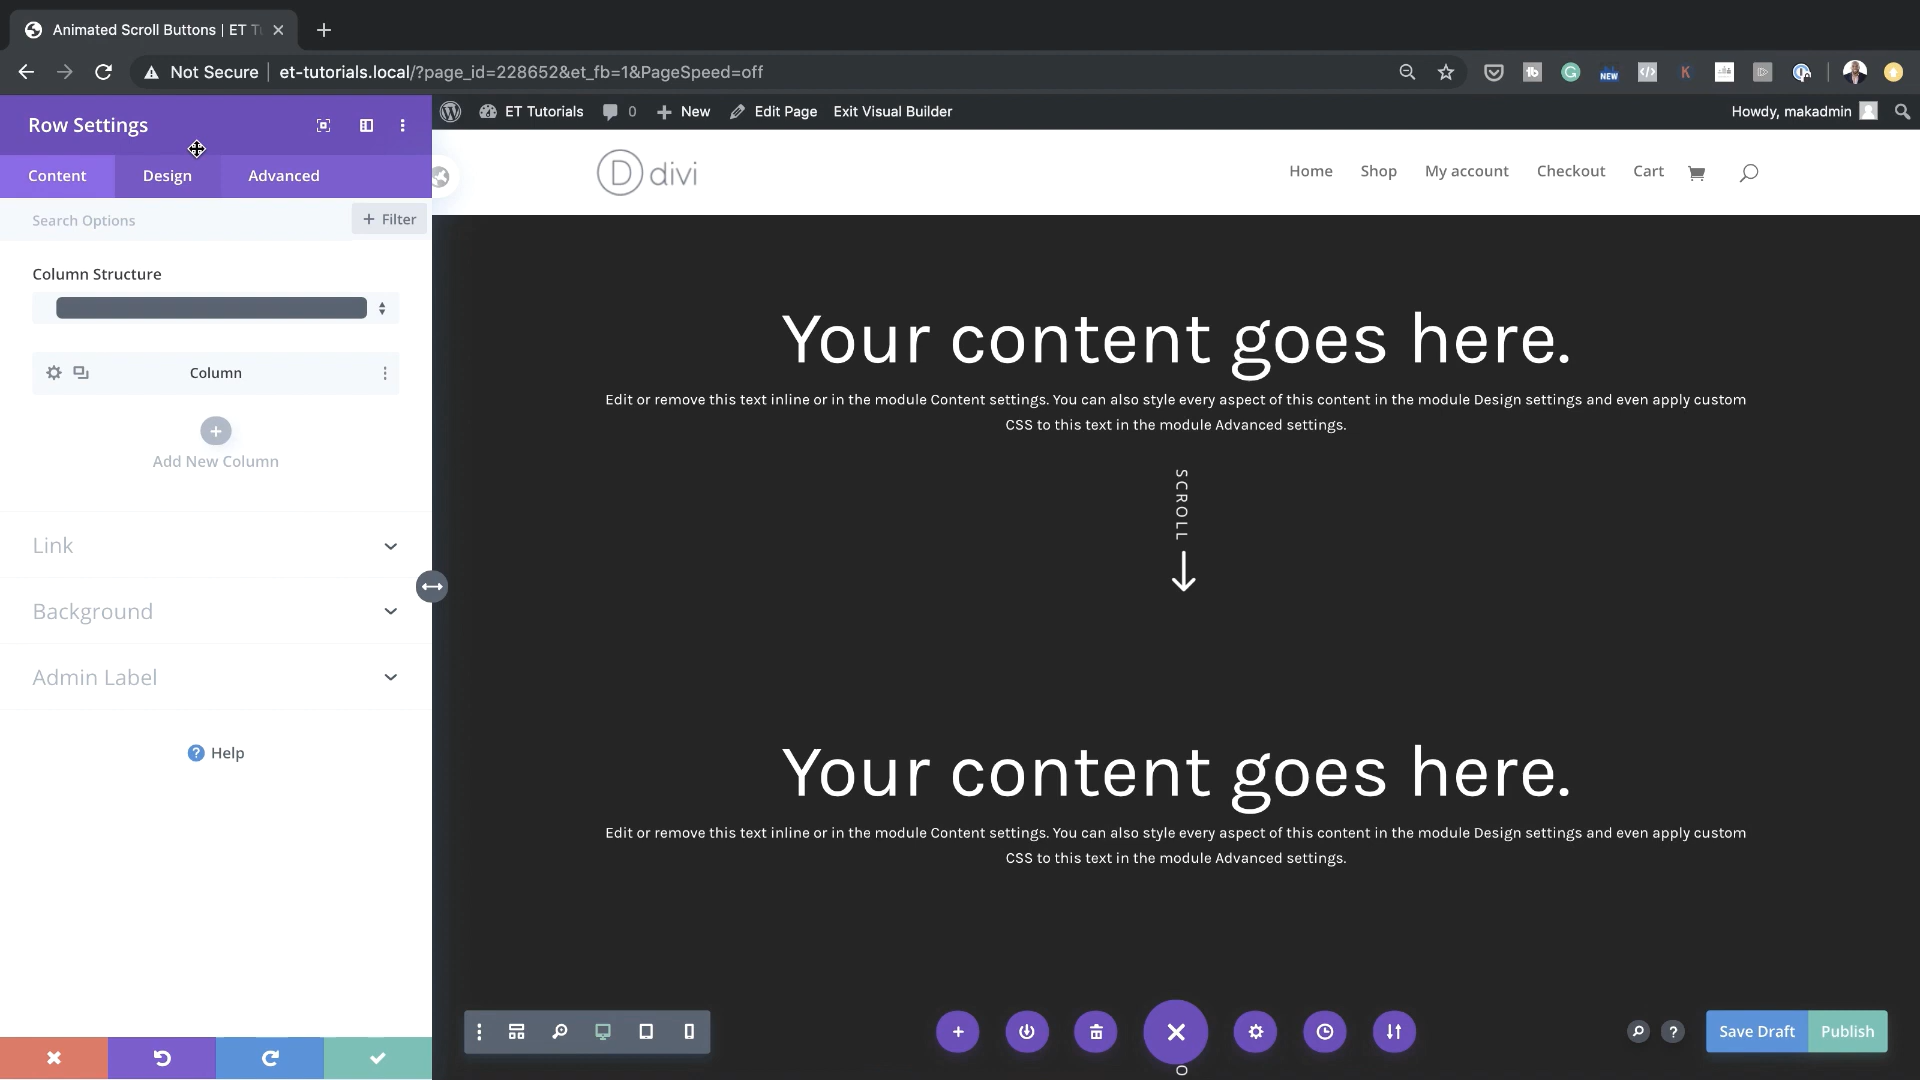 Animated Scroll Buttons | ET T
Not Secure
et-tutorials.local/?page_id=228652&et_fb=1&PageSpeed=off
NEW
Row Settings
ET Tutorials
0
New
Edit Page
Exit Visual Builder
Howdy, makadmin
Content
Design
Advanced
divi
Home
Shop
My account
Checkout
Cart
Search Options
+ Filter
Column Structure
Column
Add New Column
Link
Background
Admin Label
Help
Your content goes here.
Edit or remove this text inline or in the module Content settings. You can also style every aspect of this content in the module Design settings and even apply custom
CSS to this text in the module Advanced settings.
SCROLL
Your content goes here.
Edit or remove this text inline or in the module Content settings. You can also style every aspect of this content in the module Design settings and even apply custom
CSS to this text in the module Advanced settings.
Save Draft
Publish